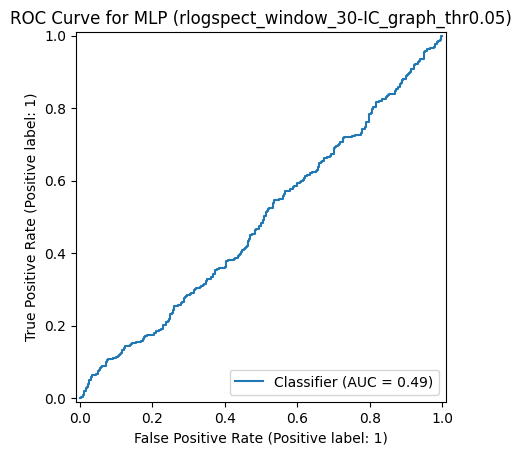 ROC Curve for MLP (rlogspect_window_30-IC_graph_thr0.05)
1.0
0.8
0.6
0.4
0.2
0.0
True Positive Rate (Positive label: 1)
Classifier (AUC = 0.49)
0.0 0.2 0.4 0.6 0.8 1.0
False Positive Rate (Positive label: 1)